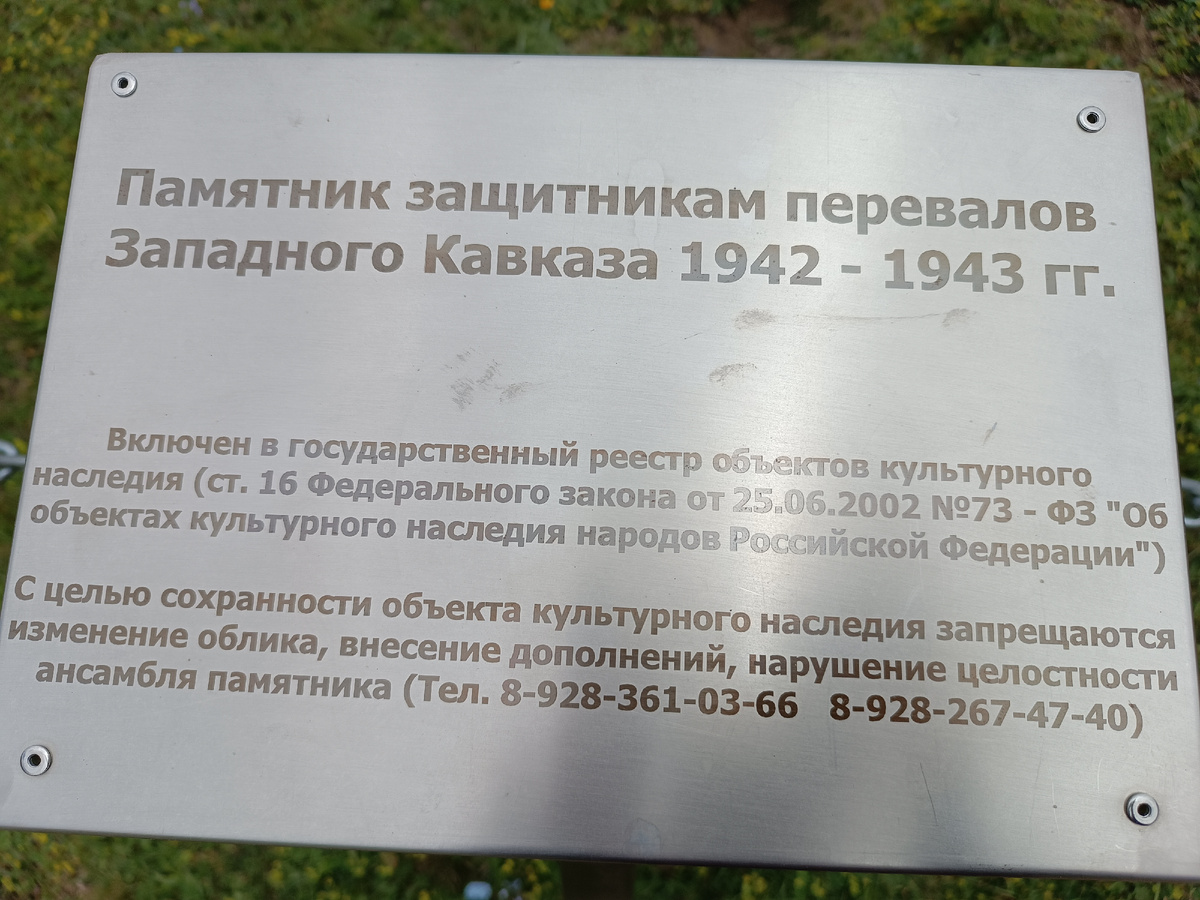 Памятник защитникам перевалов
Западного Кавказа 1942 - 1943 гг.
Включен в государственный реестр объектов культурного
наследия (ст. 16 Федерального закона от 25.06.2002 №73 - ФЗ "Об
объектах культурного наследия народов Российской Федерации")
С целью сохранности объекта культурного наследия запрещаются
изменение облика, внесение дополнений, нарушение целостности
ансамбля памятника (Тел. 8-928-361-03-66 8-928-267-47-40)